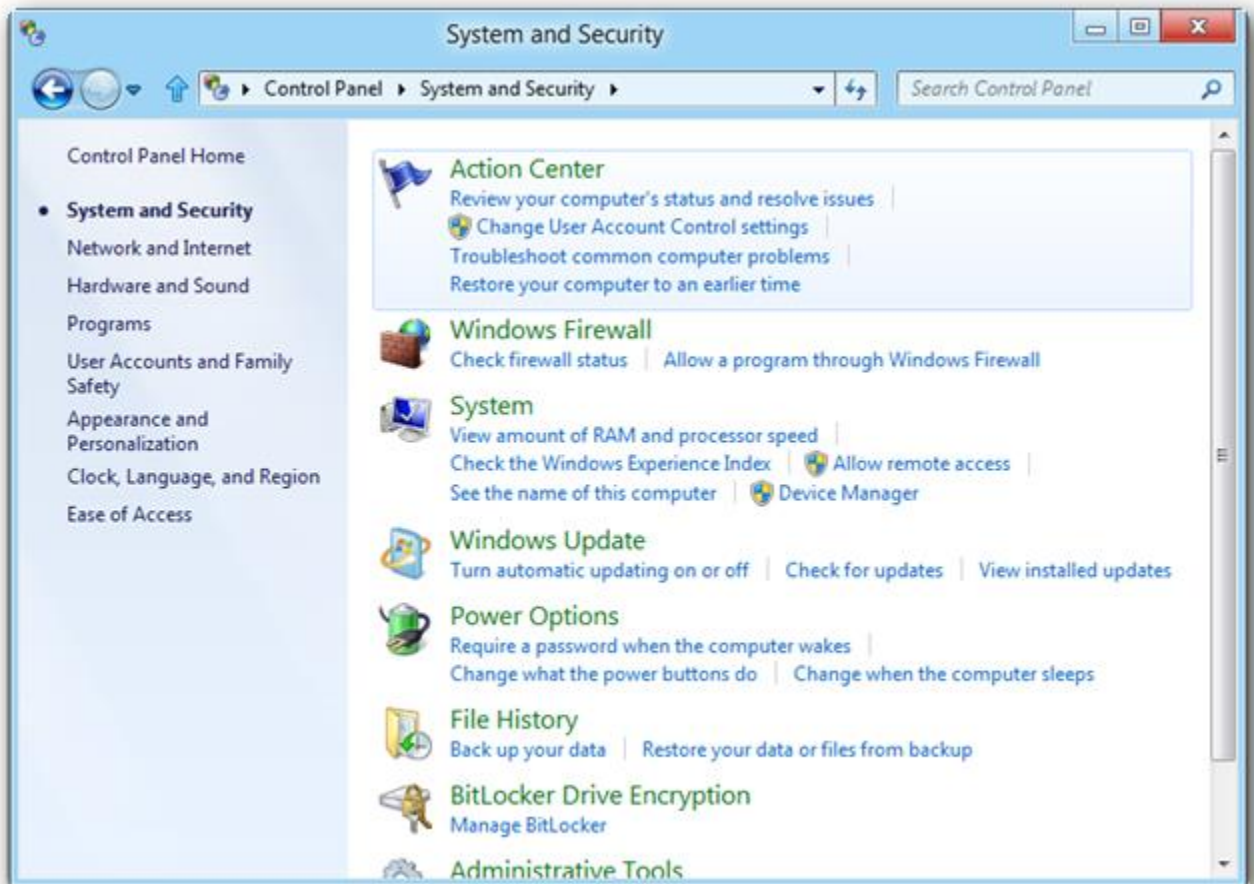 System and Security
Control Panel System and Security
Search Control Panel
Control Panel Home
System and Security
Network and Internet
Hardware and Sound
Programs
User Accounts and Family
Safety
Appearance and
Personalization
Clock, Language, and Region
Ease of Access
Action Center
Review your computer's status and resolve issues
Change User Account Control settings
Troubleshoot common computer problems
Restore your computer to an earlier time
Windows Firewall
Check firewall status Allow a program through Windows Firewall
System
View amount of RAM and processor speed
Check the Windows Experience Index Allow remote access
See the name of this computer Device Manager
Windows Update
Turn automatic updating on or off Check for updates View installed updates
Power Options
Require a password when the computer wakes
Change what the power buttons do Change when the computer sleeps
File History
Back up your data Restore your data or files from backup
BitLocker Drive Encryption
Manage BitLocker
Administrative Tools